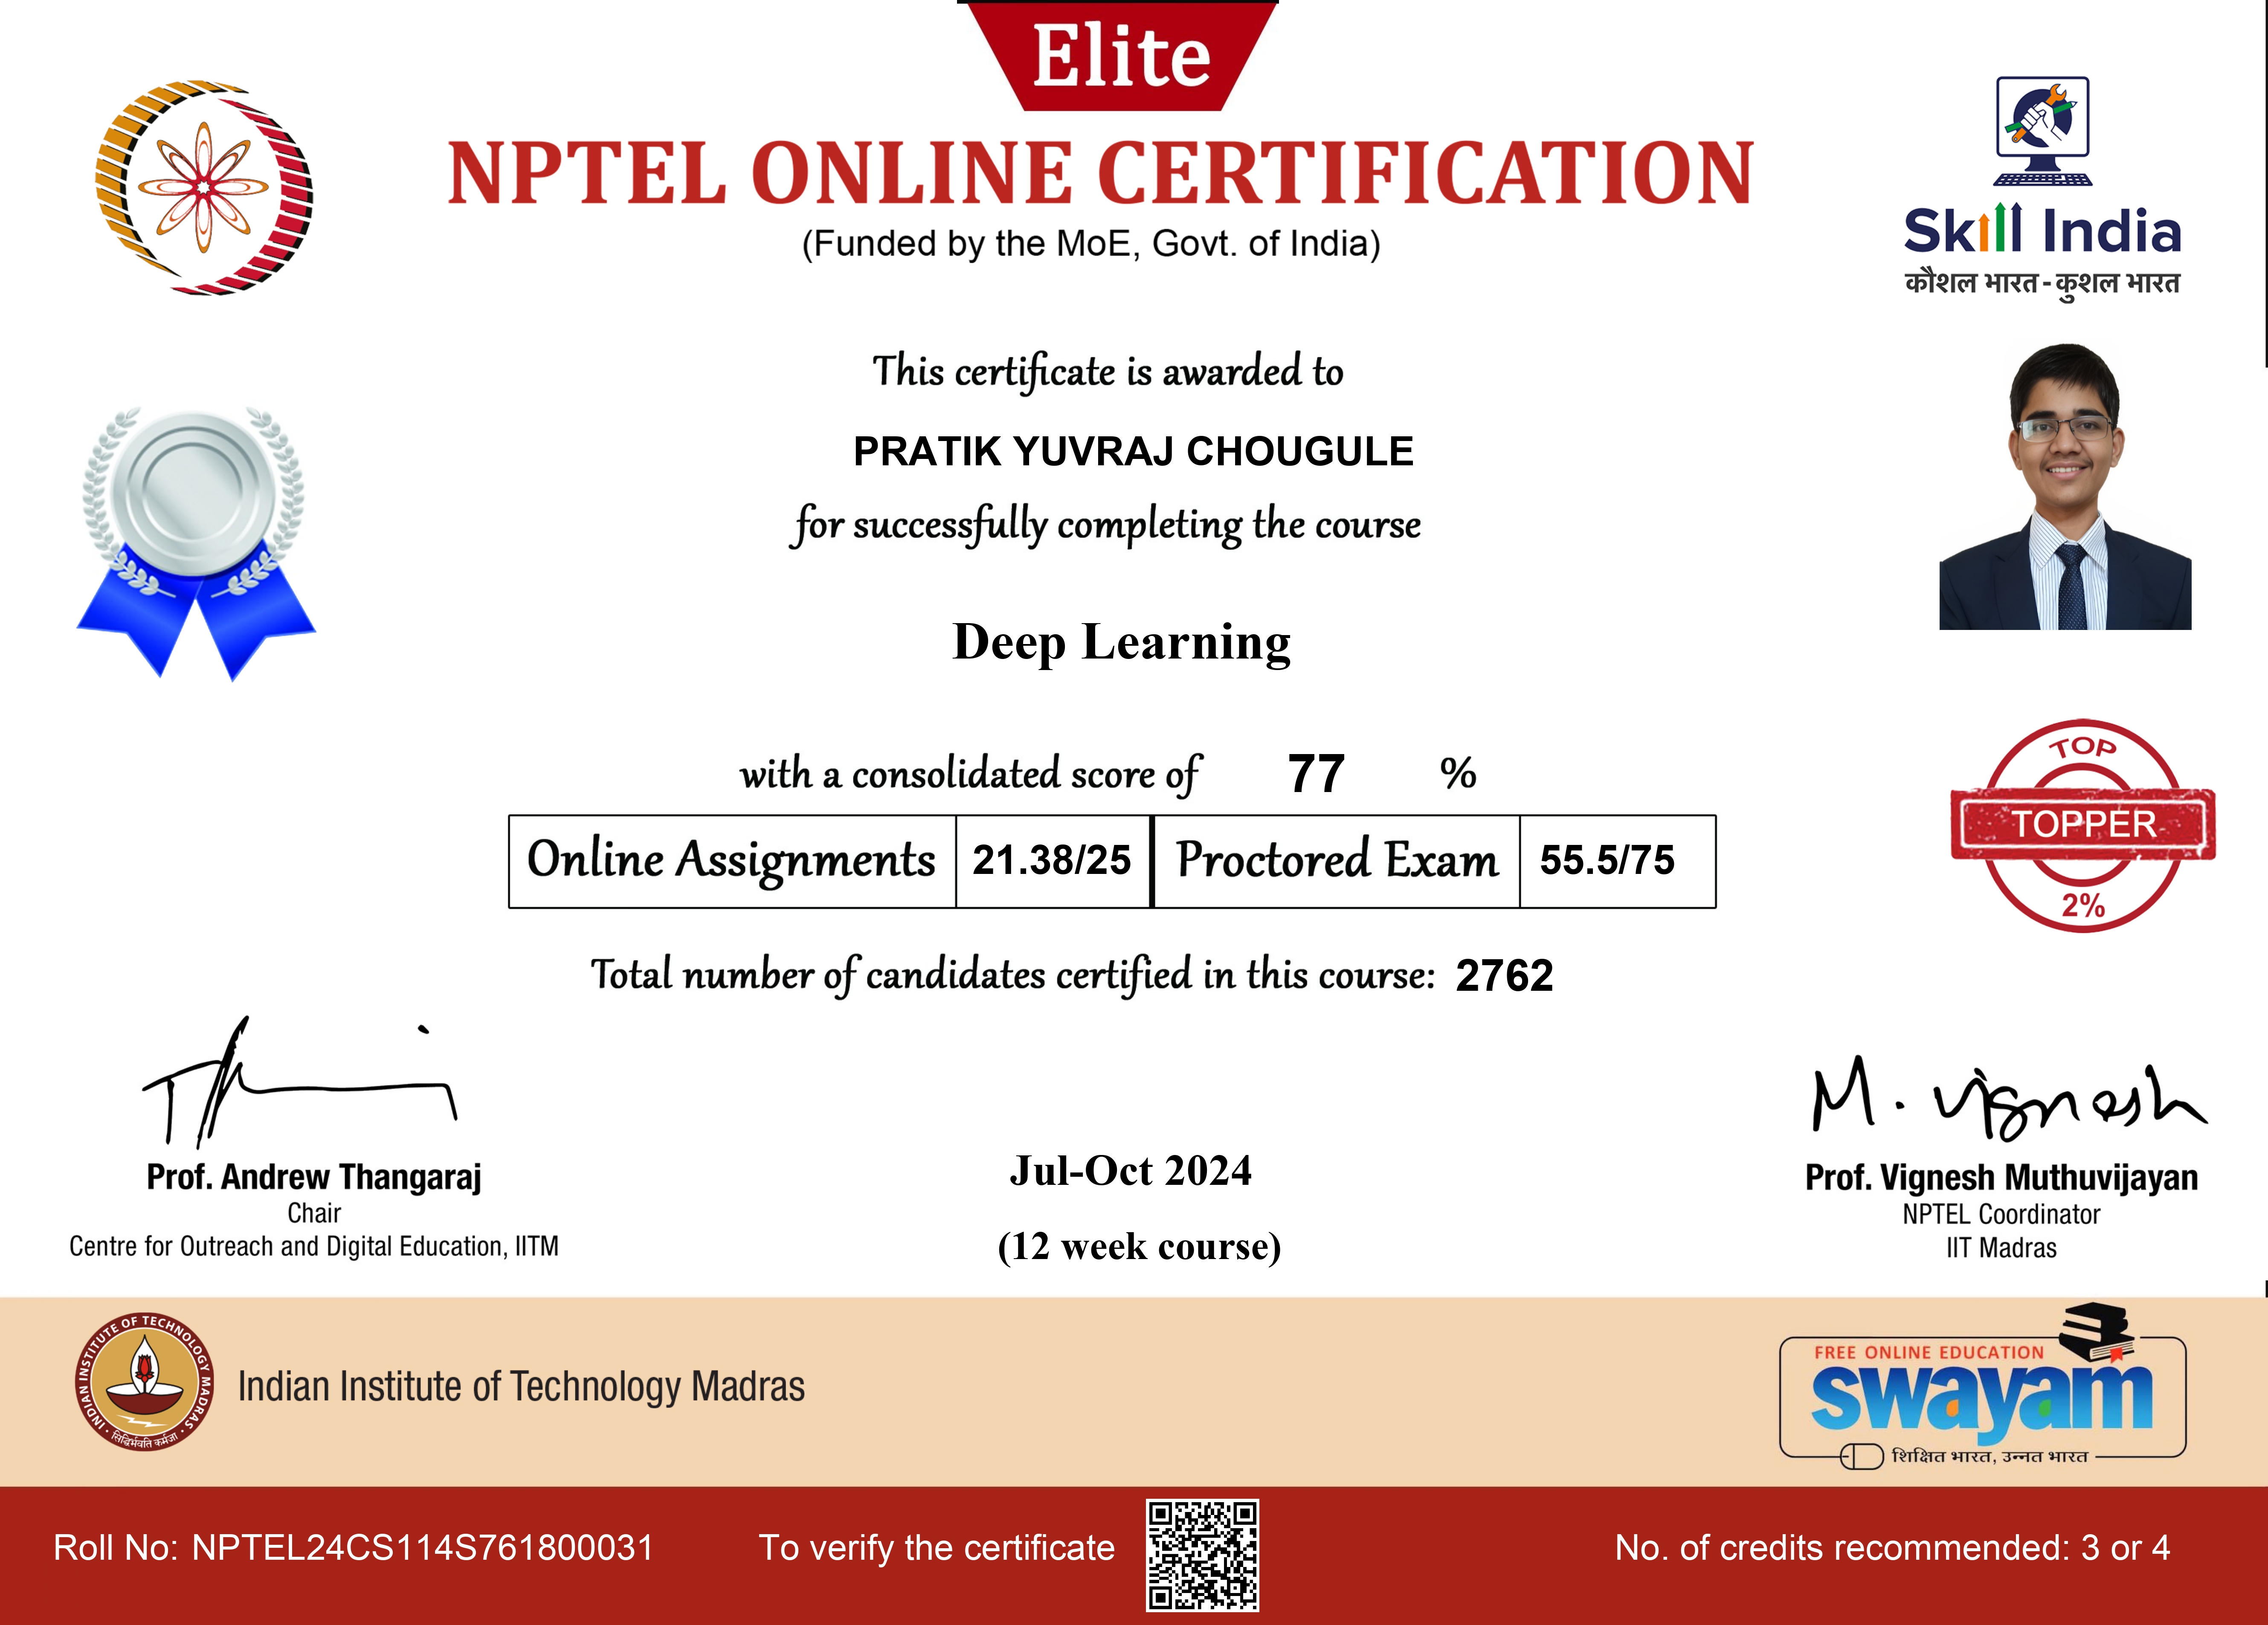 Elite
NPTEL ONLINE CERTIFICATION
(Funded by the MoE, Govt. of India)
Skill India
कौशल भारत - कुशल भारत
This certificate is awarded to
PRATIK YUVRAJ CHOUGULE
for successfully completing the course
Deep Learning
with a consolidated score of 77 %
Online Assignments 21.38/25 Proctored Exam 55.5/75
TOP
TOPPER
2%
Total number of candidates certified in this course: 2762
M. Vignesh
Prof. Andrew Thangaraj
Chair
Centre for Outreach and Digital Education, IITM
Jul-Oct 2024
(12 week course)
Prof. Vignesh Muthuvijayan
NPTEL Coordinator
IIT Madras
INDIAN INSTITUTE OF TECHNOLOGY MADRAS
सिद्धिर्भवति कर्मजा
Indian Institute of Technology Madras
FREE ONLINE EDUCATION
swayam
शिक्षित भारत, उन्नत भारत
Roll No: NPTEL24CS114S761800031
To verify the certificate
No. of credits recommended: 3 or 4